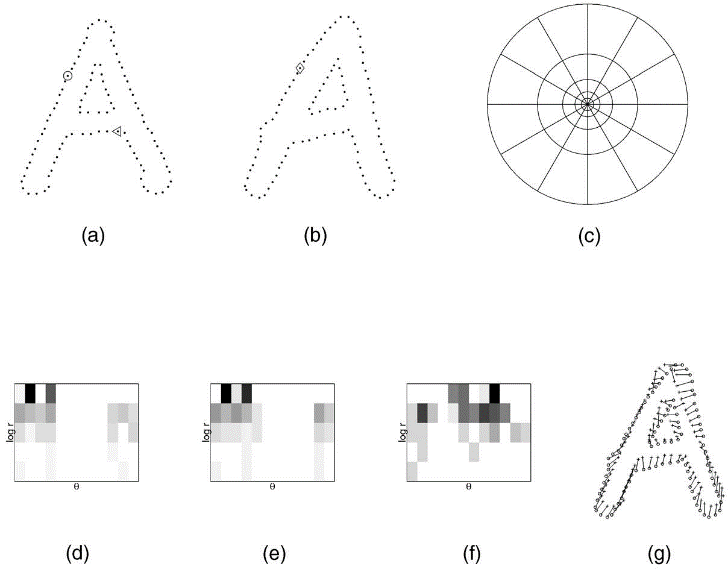 (a) (b) (c)
log r log r log r
θ θ θ
(d) (e) (f) (g)